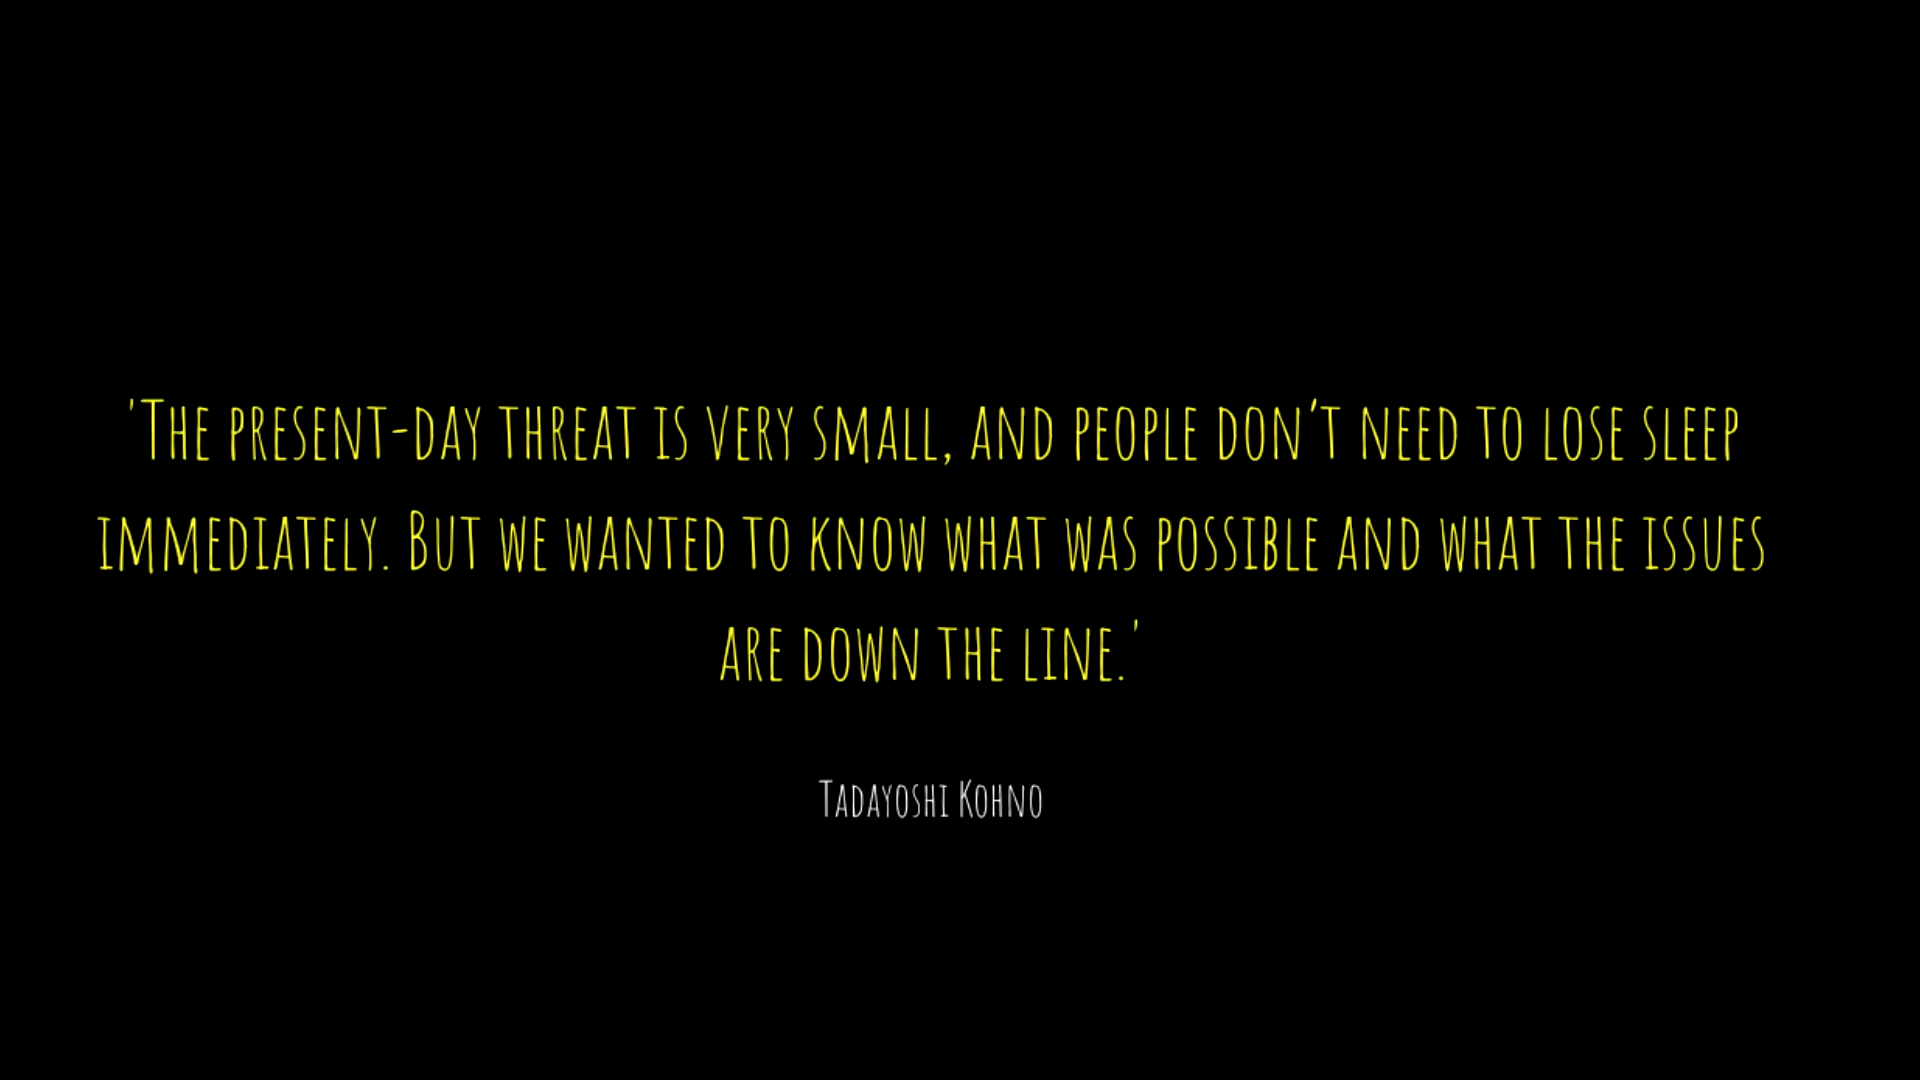 'The present-day threat is very small, and people don’t need to lose sleep
immediately. But we wanted to know what was possible and what the issues
are down the line.'
Tadayoshi Kohno